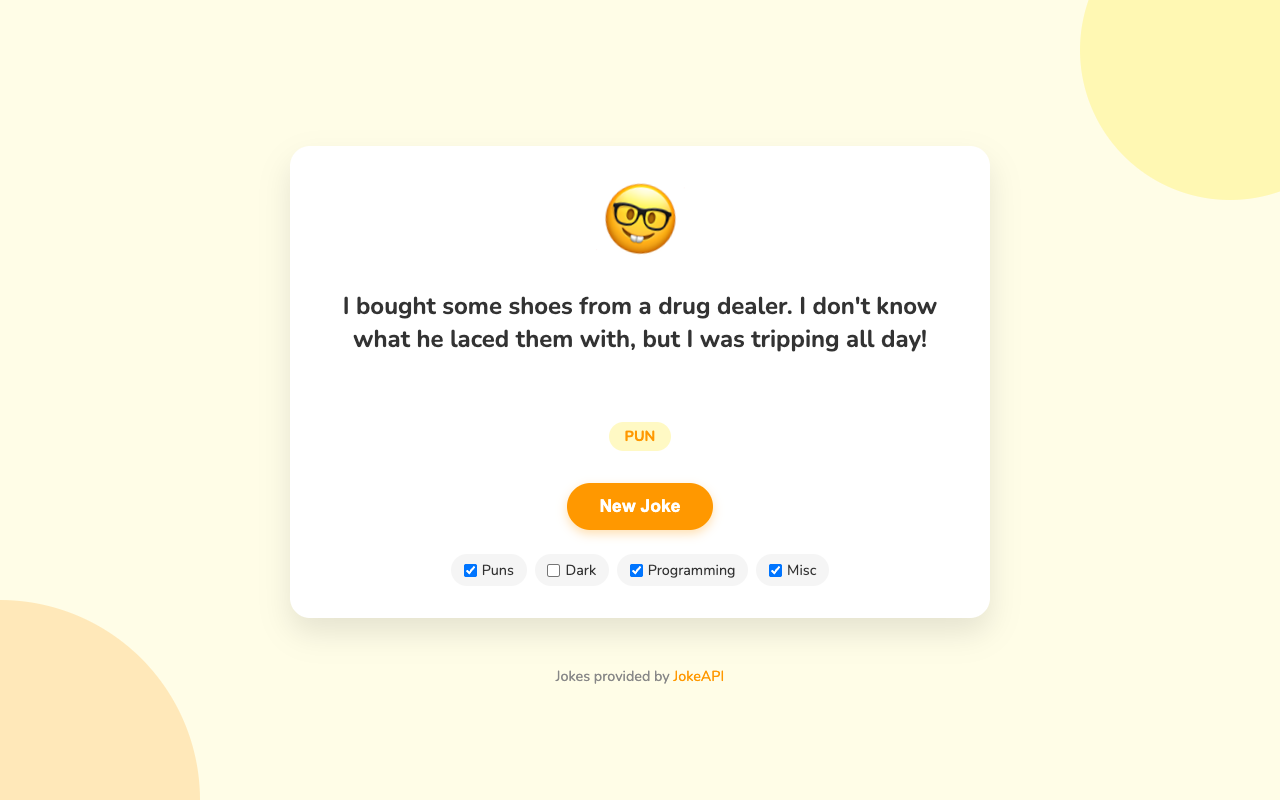 I bought some shoes from a drug dealer. I don't know
what he laced them with, but I was tripping all day!
PUN
New Joke
Puns Dark Programming Misc
Jokes provided by JokeAPI